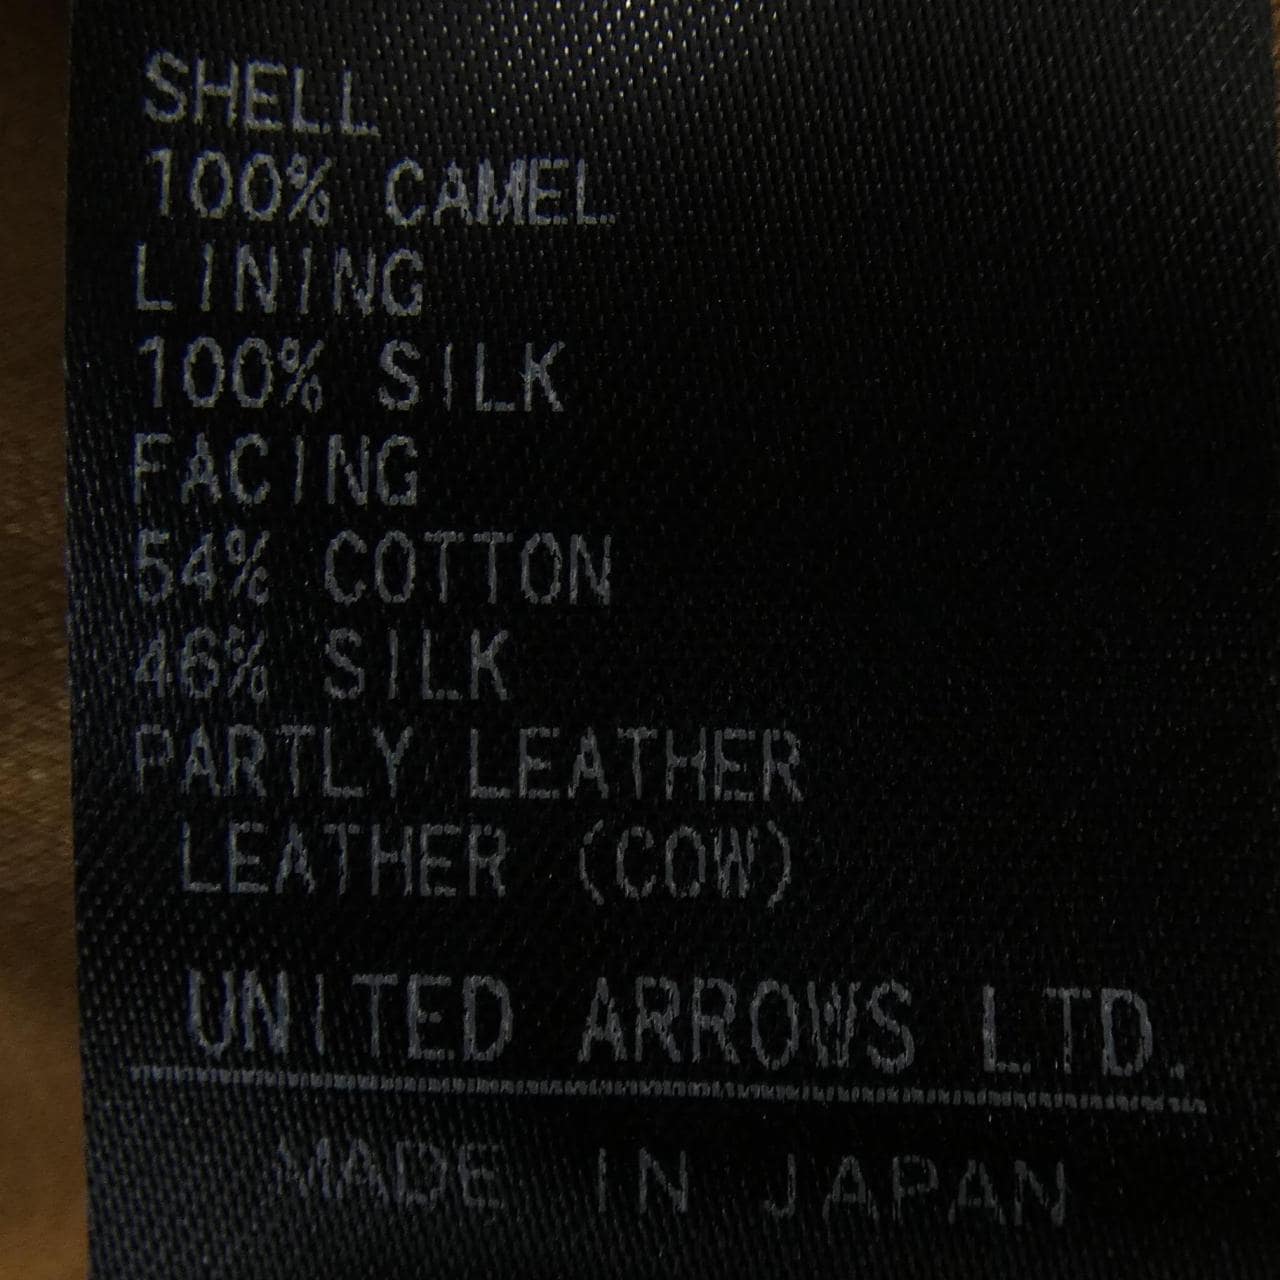 SHELL
100% CAMEL
LINING
100% SILK
FACING
54% COTTON
46% SILK
PARTLY LEATHER
LEATHER (COW)
UNITED ARROWS LTD.
MADE IN JAPAN